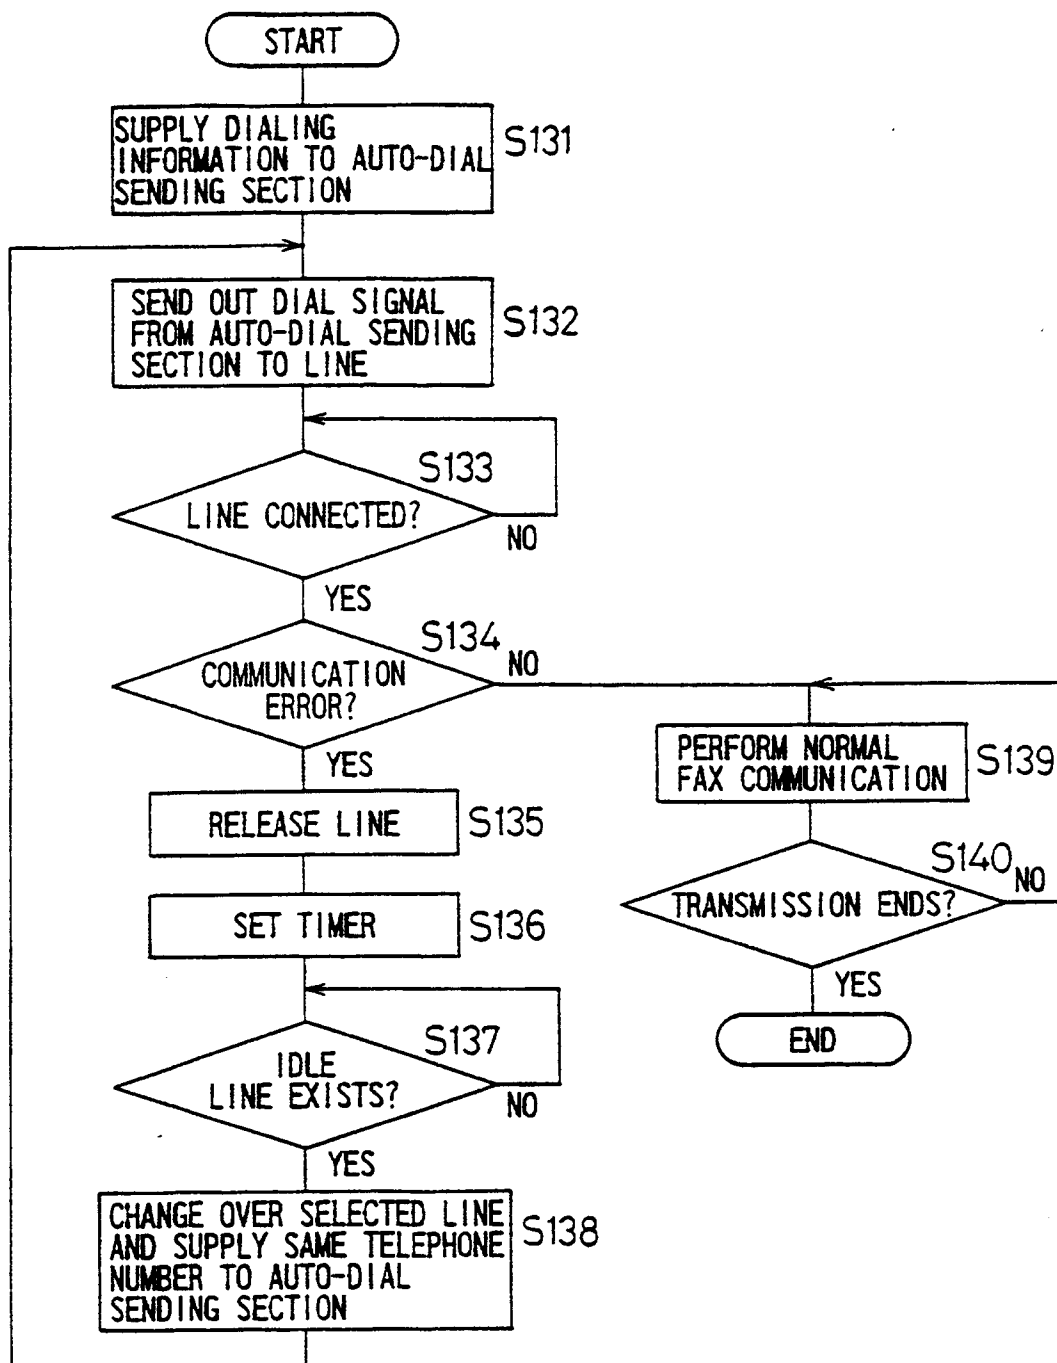 START
SUPPLY DIALING
INFORMATION TO AUTO-DIAL
SENDING SECTION
S131
SEND OUT DIAL SIGNAL
FROM AUTO-DIAL SENDING
SECTION TO LINE
S132
S133
LINE CONNECTED?
NO
YES
S134
COMMUNICATION
ERROR?
NO
YES
PERFORM NORMAL
FAX COMMUNICATION
S139
RELEASE LINE
S135
S140
TRANSMISSION ENDS?
NO
YES
END
SET TIMER
S136
S137
IDLE
LINE EXISTS?
NO
YES
CHANGE OVER SELECTED LINE
AND SUPPLY SAME TELEPHONE
NUMBER TO AUTO-DIAL
SENDING SECTION
S138